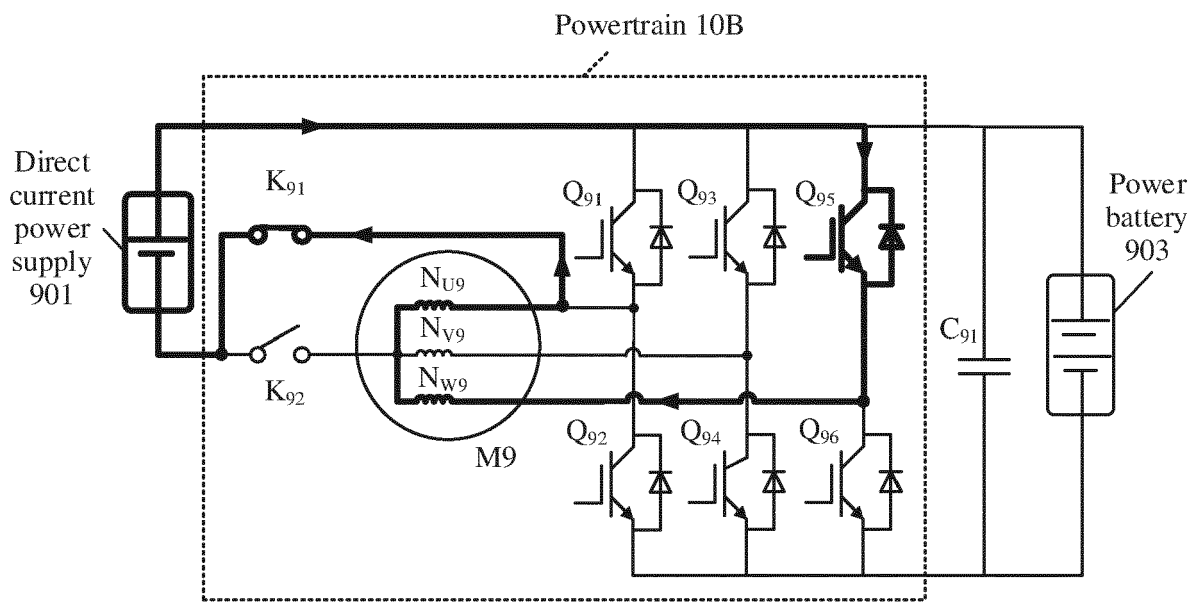 Powertrain 10B
Direct
current
power
supply
901
K91
K92
NU9
NV9
NW9
M9
Q91
Q93
Q95
Q92
Q94
Q96
C91
Power
battery
903